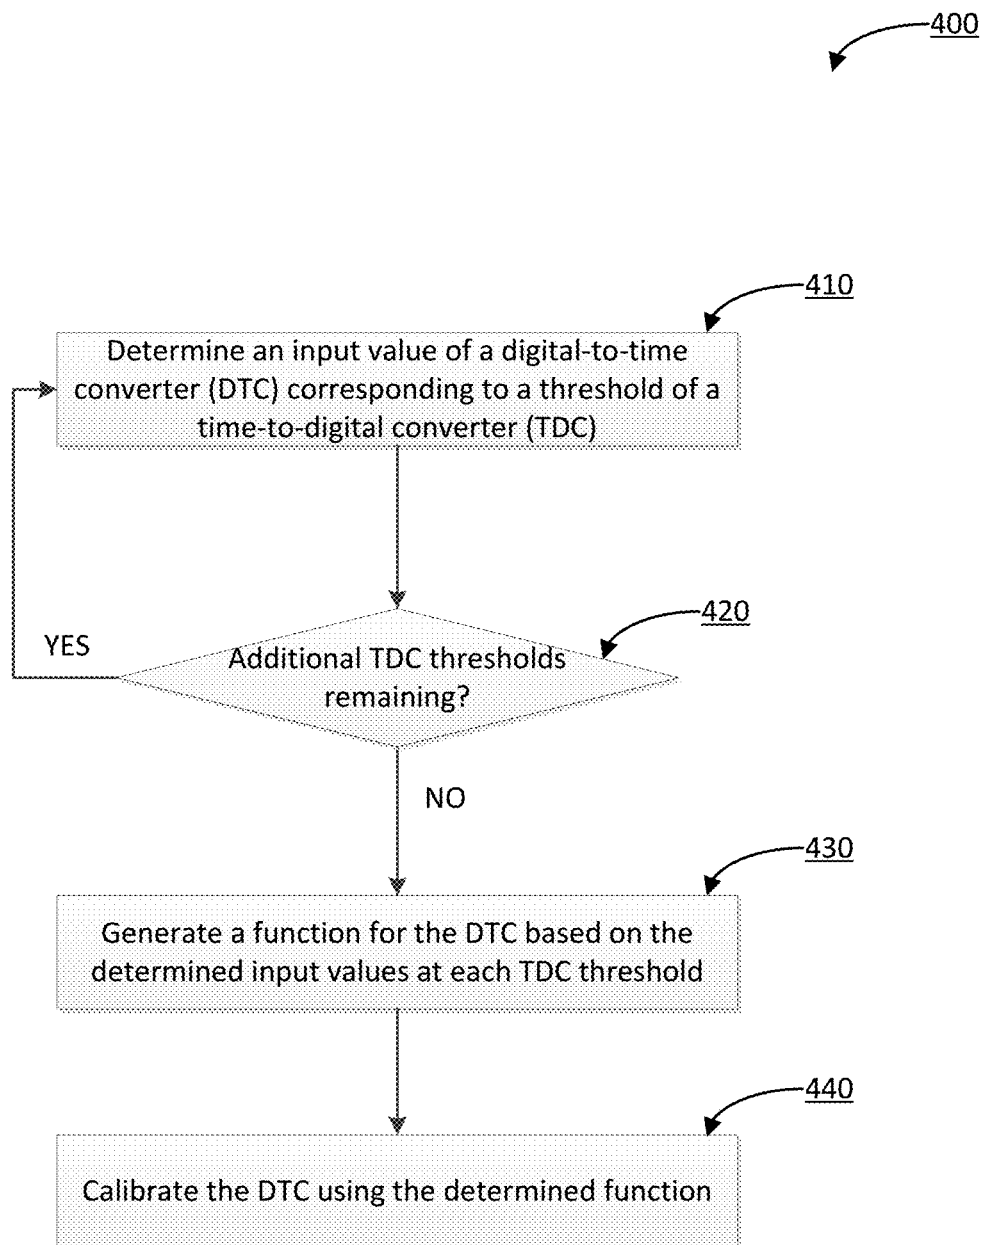 400
410
Determine an input value of a digital-to-time
converter (DTC) corresponding to a threshold of a
time-to-digital converter (TDC)
420
YES
Additional TDC thresholds
remaining?
NO
430
Generate a function for the DTC based on the
determined input values at each TDC threshold
440
Calibrate the DTC using the determined function